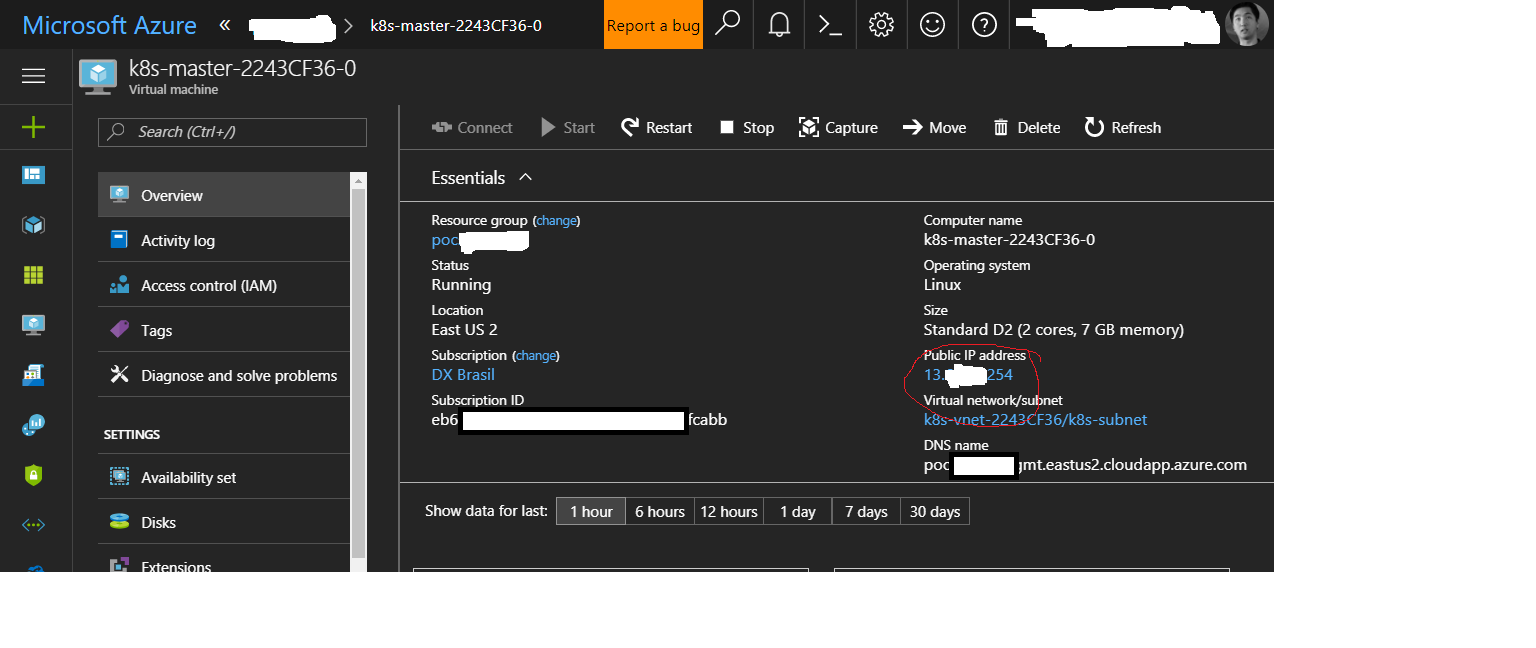 Microsoft Azure « > k8s-master-2243CF36-0 Report a bug
k8s-master-2243CF36-0
Virtual machine
Search (Ctrl+/)
Overview
Activity log
Access control (IAM)
Tags
Diagnose and solve problems
SETTINGS
Availability set
Disks
Extensions
Connect Start Restart Stop Capture Move Delete Refresh
Essentials
Resource group (change)
poc
Status
Running
Location
East US 2
Subscription (change)
DX Brasil
Subscription ID
eb6 fcabb
Computer name
k8s-master-2243CF36-0
Operating system
Linux
Size
Standard D2 (2 cores, 7 GB memory)
Public IP address
13. 254
Virtual network/subnet
k8s-vnet-2243CF36/k8s-subnet
DNS name
poc gmt.eastus2.cloudapp.azure.com
Show data for last: 1 hour 6 hours 12 hours 1 day 7 days 30 days